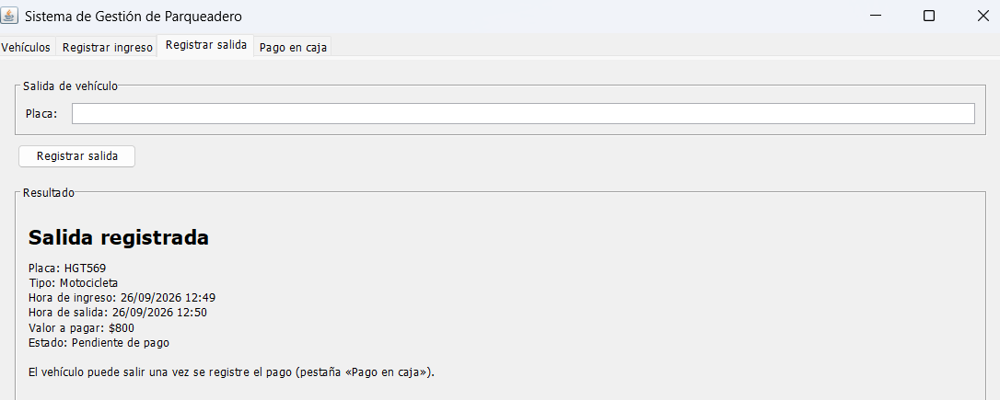 Sistema de Gestión de Parqueadero
Vehículos Registrar ingreso Registrar salida Pago en caja
Salida de vehículo
Placa:
Registrar salida
Resultado
Salida registrada
Placa: HGT569
Tipo: Motocicleta
Hora de ingreso: 26/09/2026 12:49
Hora de salida: 26/09/2026 12:50
Valor a pagar: $800
Estado: Pendiente de pago
El vehículo puede salir una vez se registre el pago (pestaña «Pago en caja»).